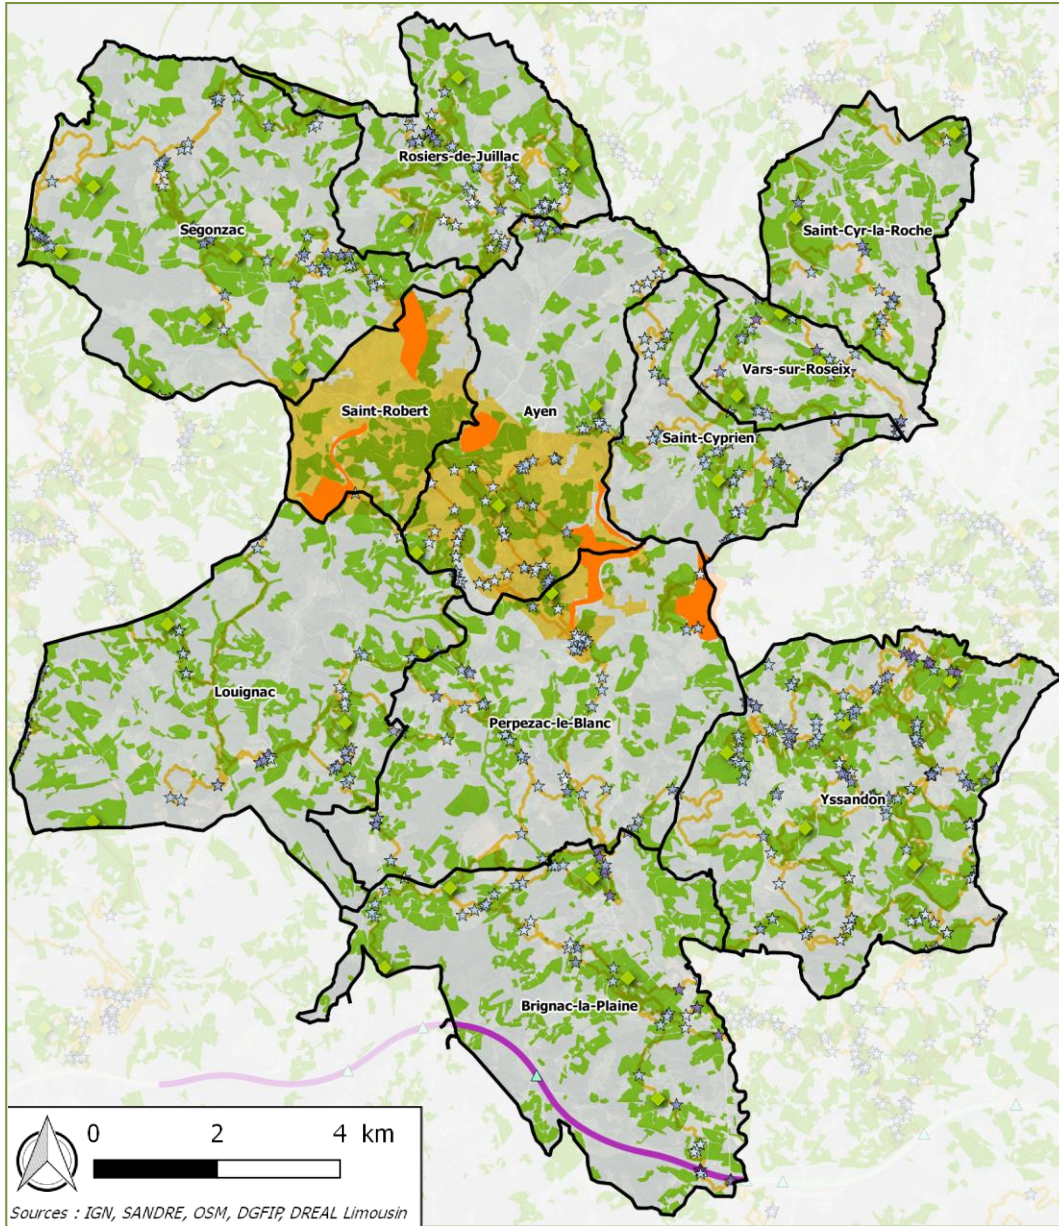 Rosiers-de-Juillac
Segonzac
Saint-Cyr-la-Roche
Vars-sur-Roseix
Saint-Robert
Ayen
Saint-Cyprien
Louignac
Perpezac-le-Blanc
Yssandon
Brignac-la-Plaine
0 2 4 km
Sources : IGN, SANDRE, OSM, DGFIP, DREAL Limousin